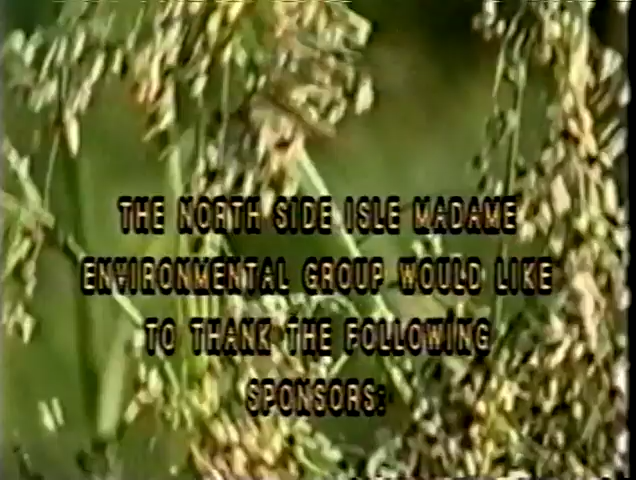 THE NORTH SIDE ISLE MADAME
ENVIRONMENTAL GROUP WOULD LIKE
TO THANK THE FOLLOWING
SPONSORS: